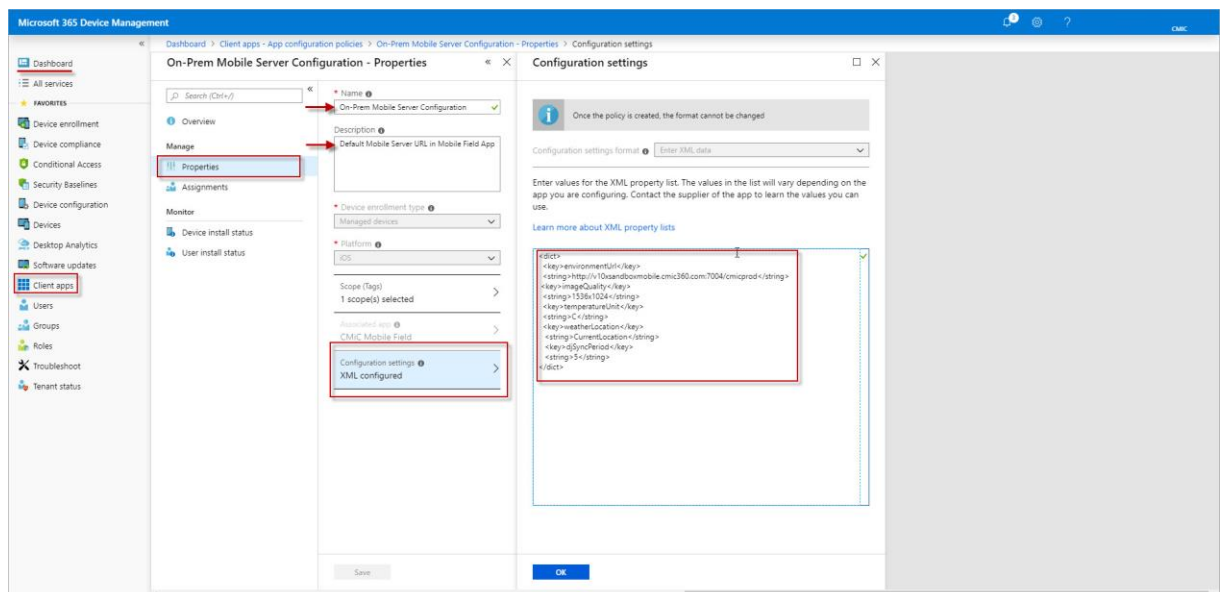 Microsoft 365 Device Management
1
?
CMIC
«
Dashboard
All services
FAVORITES
Device enrollment
Device compliance
Conditional Access
Security Baselines
Device configuration
Devices
Desktop Analytics
Software updates
Client apps
Users
Groups
Roles
Troubleshoot
Tenant status
Dashboard > Client apps - App configuration policies > On-Prem Mobile Server Configuration - Properties > Configuration settings
On-Prem Mobile Server Configuration - Properties
Search (Ctrl+/)
«
Overview
Manage
Properties
Assignments
Monitor
Device install status
User install status
* Name
On-Prem Mobile Server Configuration
Description
Default Mobile Server URL in Mobile Field App
* Device enrollment type
Managed devices
* Platform
iOS
Scope (Tags)
1 scope(s) selected
Associated app
CMiC Mobile Field
Configuration settings
XML configured
Save
Configuration settings
Once the policy is created, the format cannot be changed
Configuration settings format Enter XML data
Enter values for the XML property list. The values in the list will vary depending on the
app you are configuring. Contact the supplier of the app to learn the values you can
use.
Learn more about XML property lists
<dict>
<key>environmentUrl</key>
<string>http://v10xsandboxmobile.cmic360.com:7004/cmicprod</string>
<key>imageQuality</key>
<string>1536x1024</string>
<key>temperatureUnit</key>
<string>C</string>
<key>weatherLocation</key>
<string>CurrentLocation</string>
<key>djSyncPeriod</key>
<string>5</string>
</dict>
OK